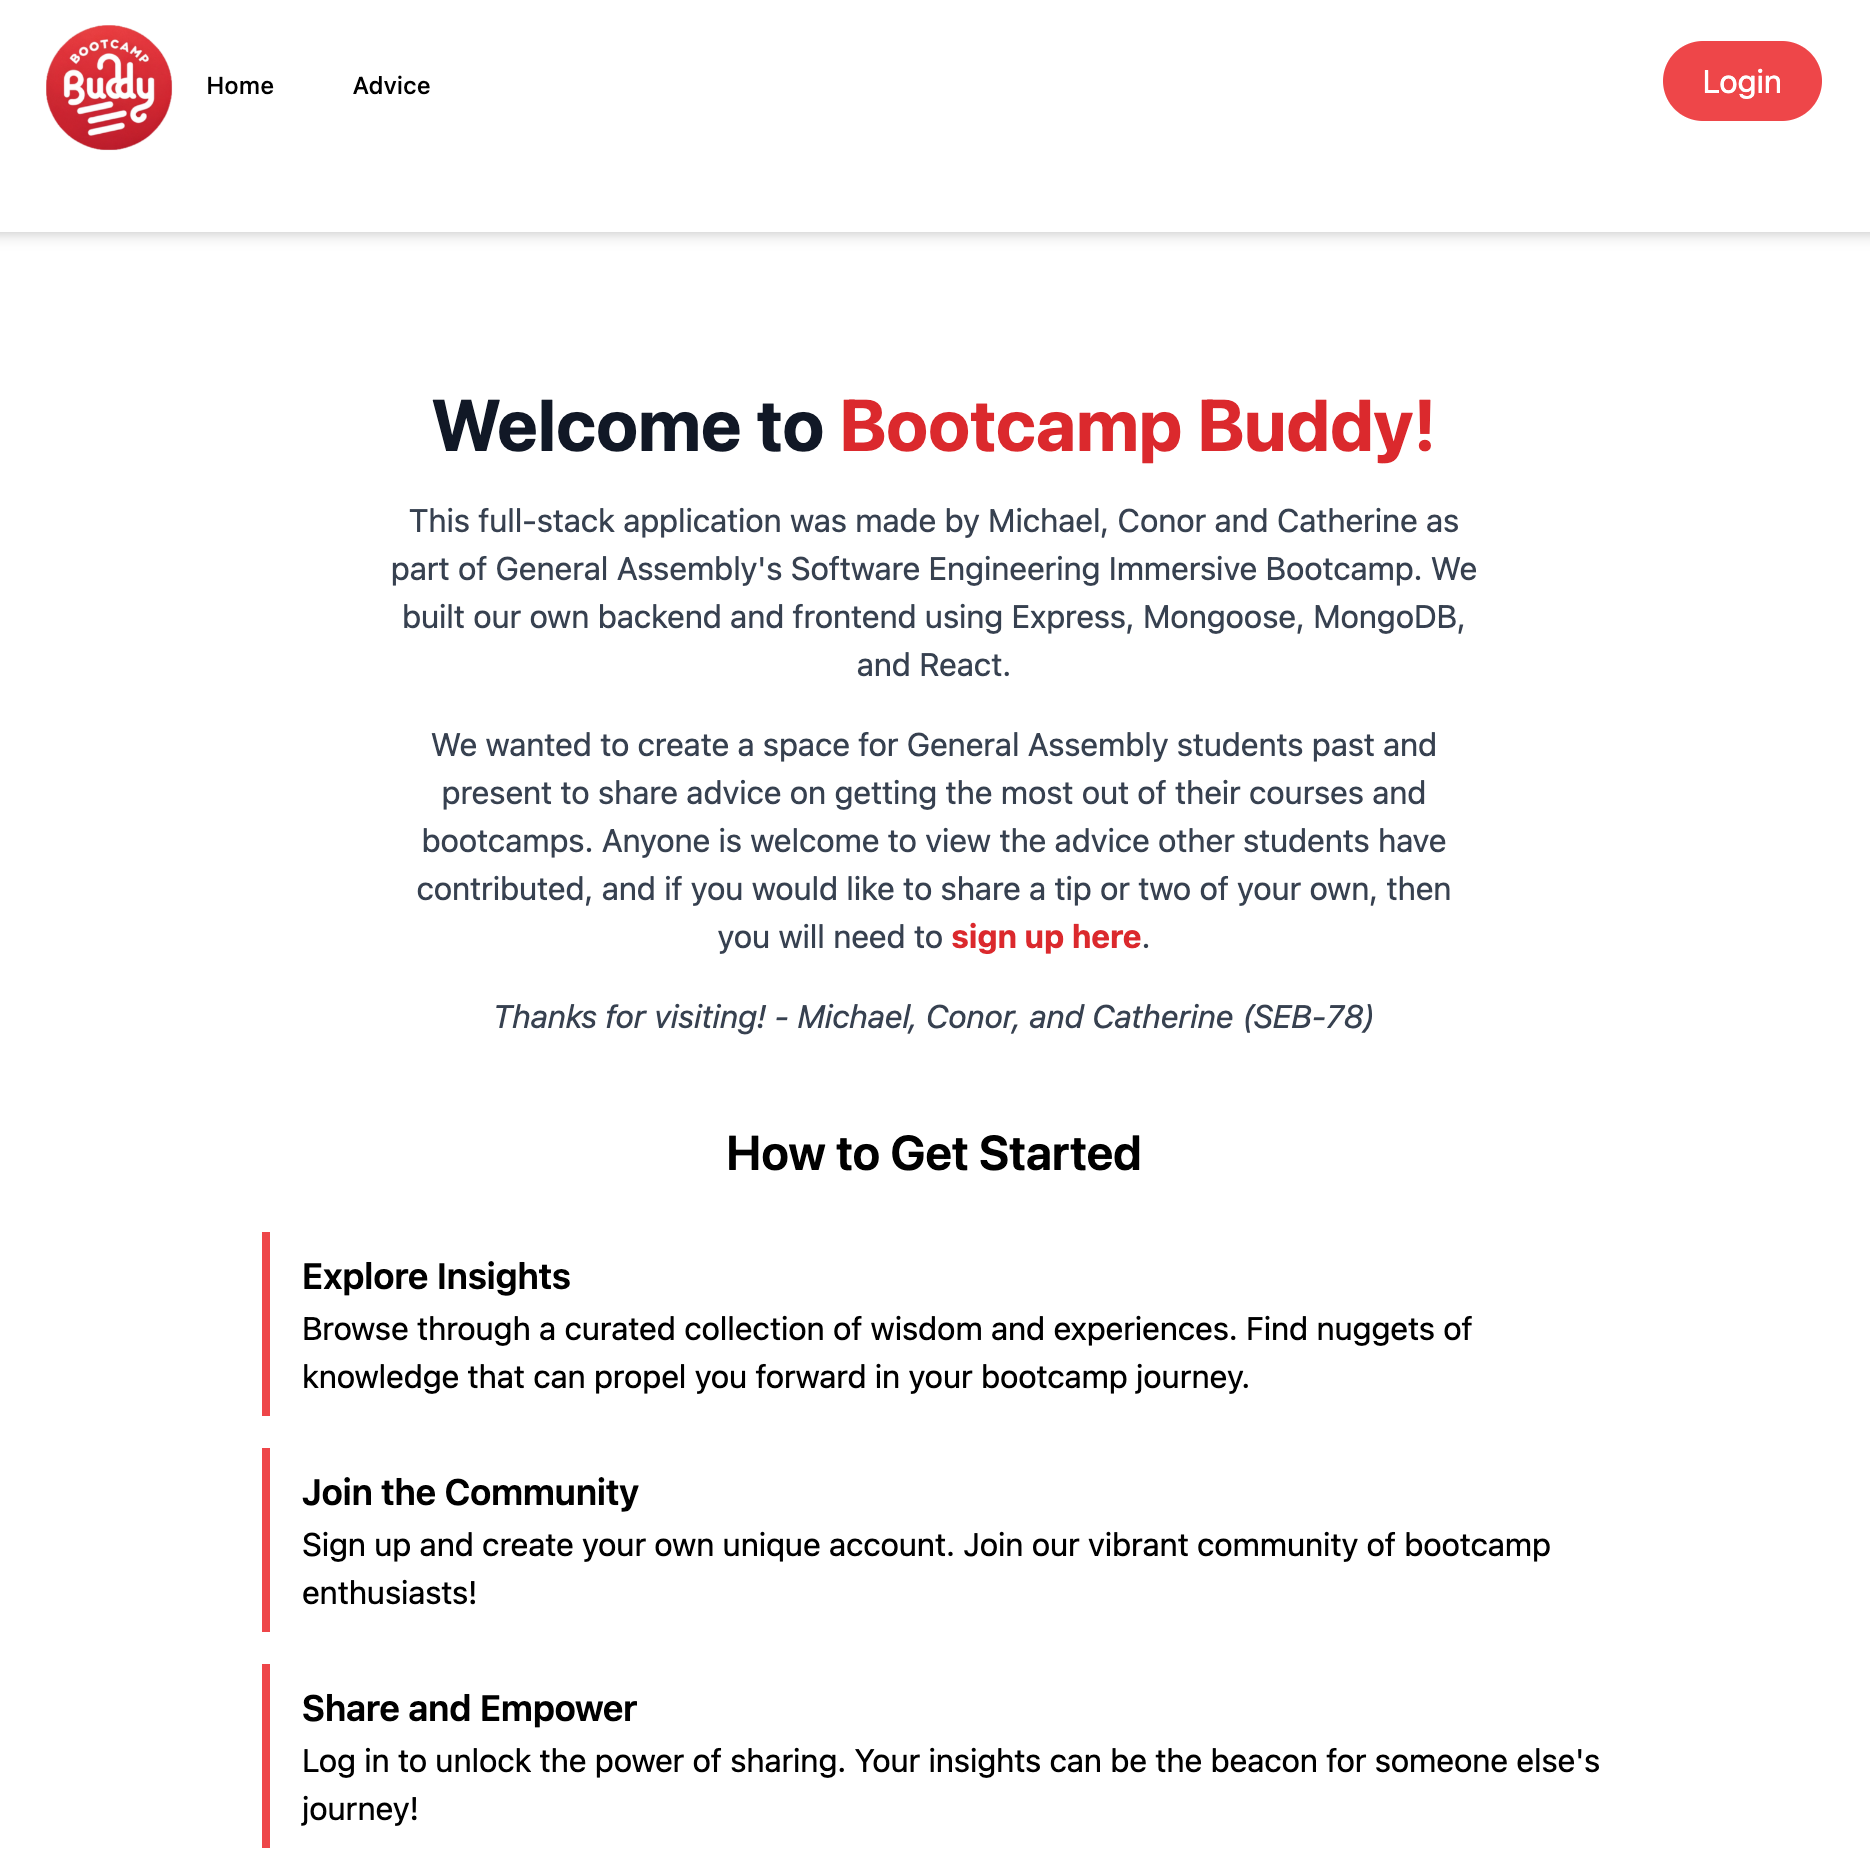 BOOTCAMP
Buddy
Home
Advice
Login
Welcome to Bootcamp Buddy!
This full-stack application was made by Michael, Conor and Catherine as
part of General Assembly's Software Engineering Immersive Bootcamp. We
built our own backend and frontend using Express, Mongoose, MongoDB,
and React.
We wanted to create a space for General Assembly students past and
present to share advice on getting the most out of their courses and
bootcamps. Anyone is welcome to view the advice other students have
contributed, and if you would like to share a tip or two of your own, then
you will need to sign up here.
Thanks for visiting! - Michael, Conor, and Catherine (SEB-78)
How to Get Started
Explore Insights
Browse through a curated collection of wisdom and experiences. Find nuggets of
knowledge that can propel you forward in your bootcamp journey.
Join the Community
Sign up and create your own unique account. Join our vibrant community of bootcamp
enthusiasts!
Share and Empower
Log in to unlock the power of sharing. Your insights can be the beacon for someone else's
journey!